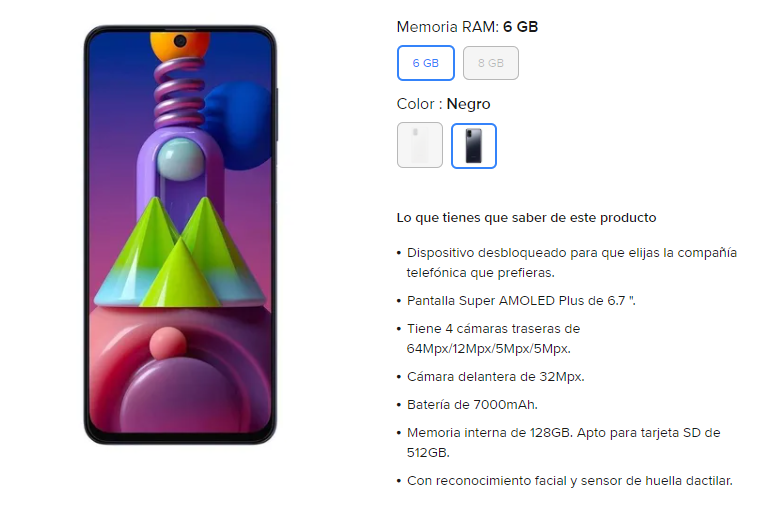 Memoria RAM: 6 GB
6 GB
8 GB
Color : Negro
Lo que tienes que saber de este producto
• Dispositivo desbloqueado para que elijas la compañía
telefónica que prefieras.
• Pantalla Super AMOLED Plus de 6.7 ".
• Tiene 4 cámaras traseras de
64Mpx/12Mpx/5Mpx/5Mpx.
• Cámara delantera de 32Mpx.
• Batería de 7000mAh.
• Memoria interna de 128GB. Apto para tarjeta SD de
512GB.
• Con reconocimiento facial y sensor de huella dactilar.